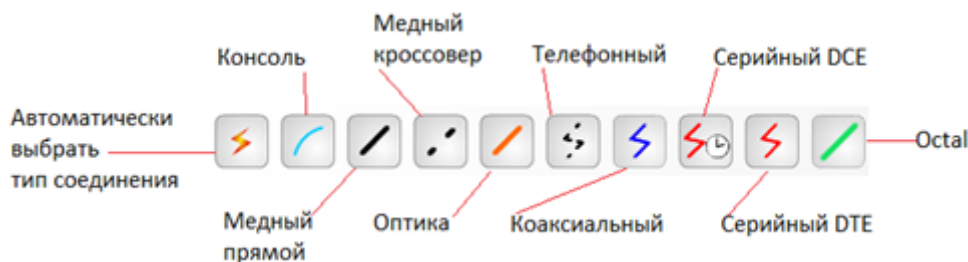 Медный
кроссовер
Консоль
Телефонный
Серийный DCE
Автоматически
выбрать
тип соединения
Octal
Медный
прямой
Оптика
Коаксиальный
Серийный DTE